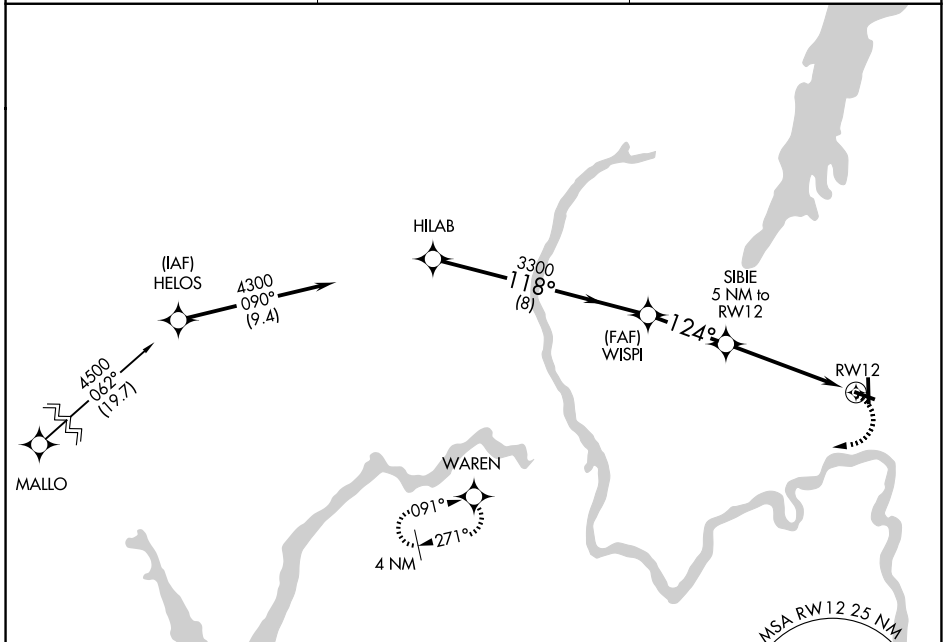 HILAB
(IAF)
HELOS
4300
090°
(9.4)
3300
118°
(8)
SIBIE
5 NM to
RW12
(FAF)
WISPI
124°
RW12
4500
062°
(19.7)
MALLO
WAREN
091°
271°
4 NM
MSA RW12 25 NM